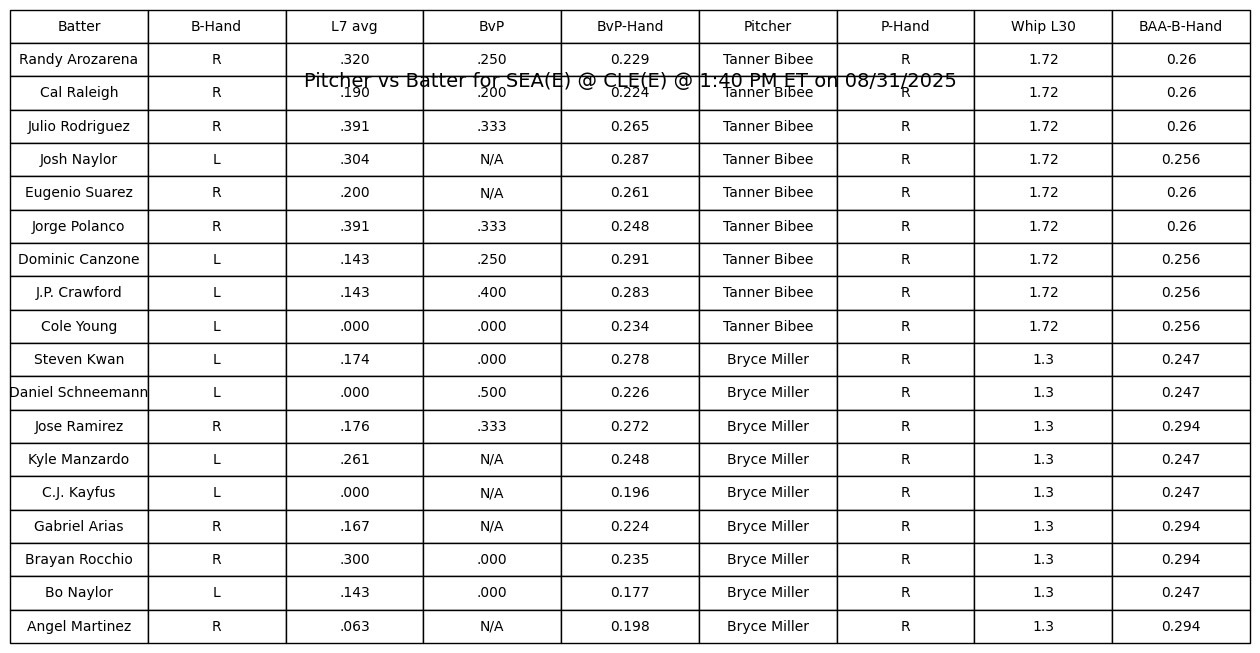 Batter B-Hand L7 avg BvP BvP-Hand Pitcher P-Hand Whip L30 BAA-B-Hand
Randy Arozarena R .320 .250 0.229 Tanner Bibee R 1.72 0.26
Pitcher vs Batter for SEA(E) @ CLE(E) @ 1:40 PM ET on 08/31/2025
Cal Raleigh R .190 .200 0.224 Tanner Bibee R 1.72 0.26
Julio Rodriguez R .391 .333 0.265 Tanner Bibee R 1.72 0.26
Josh Naylor L .304 N/A 0.287 Tanner Bibee R 1.72 0.256
Eugenio Suarez R .200 N/A 0.261 Tanner Bibee R 1.72 0.26
Jorge Polanco R .391 .333 0.248 Tanner Bibee R 1.72 0.26
Dominic Canzone L .143 .250 0.291 Tanner Bibee R 1.72 0.256
J.P. Crawford L .143 .400 0.283 Tanner Bibee R 1.72 0.256
Cole Young L .000 .000 0.234 Tanner Bibee R 1.72 0.256
Steven Kwan L .174 .000 0.278 Bryce Miller R 1.3 0.247
Daniel Schneemann L .000 .500 0.226 Bryce Miller R 1.3 0.247
Jose Ramirez R .176 .333 0.272 Bryce Miller R 1.3 0.294
Kyle Manzardo L .261 N/A 0.248 Bryce Miller R 1.3 0.247
C.J. Kayfus L .000 N/A 0.196 Bryce Miller R 1.3 0.247
Gabriel Arias R .167 N/A 0.224 Bryce Miller R 1.3 0.294
Brayan Rocchio R .300 .000 0.235 Bryce Miller R 1.3 0.294
Bo Naylor L .143 .000 0.177 Bryce Miller R 1.3 0.247
Angel Martinez R .063 N/A 0.198 Bryce Miller R 1.3 0.294